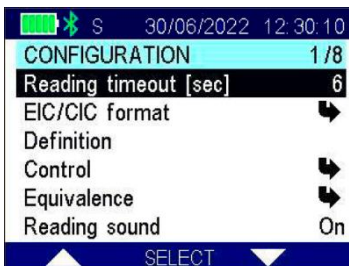 S 30/06/2022 12:30:10
CONFIGURATION 1/8
Reading timeout [sec] 6
EIC/CIC format
Definition
Control
Equivalence
Reading sound On
SELECT